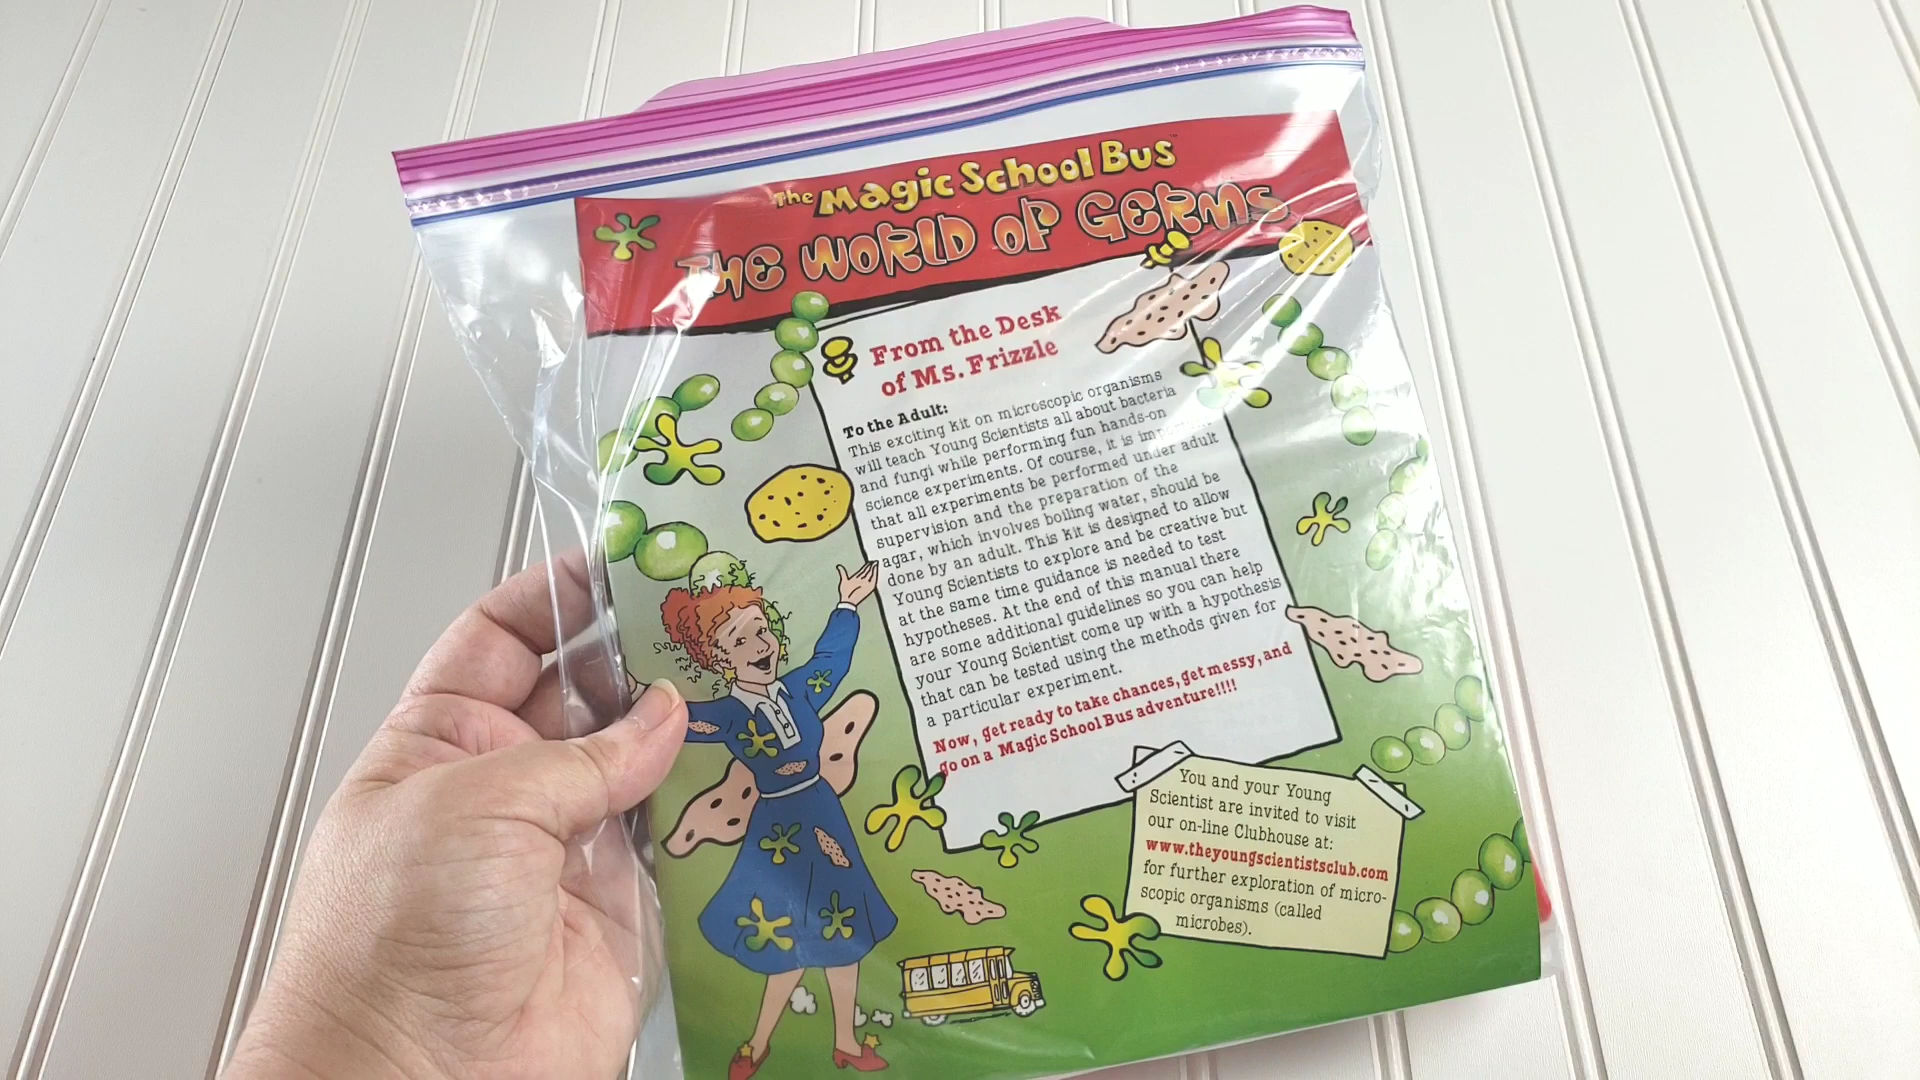 The Magic School Bus™
THE WORLD OF GERMS
From the Desk
of Ms. Frizzle
To the Adult:
This exciting kit on microscopic organisms
will teach Young Scientists all about bacteria
and fungi while performing fun hands-on
science experiments. Of course, it is
that all experiments be performed under adult
supervision and the preparation of the
agar, which involves boiling water, should be
done by an adult. This kit is designed to allow
Young Scientists to explore and be creative but
at the same time guidance is needed to test
hypotheses. At the end of this manual there
are some additional guidelines so you can help
your Young Scientist come up with a hypothesis
that can be tested using the methods given for
a particular experiment.
Now, get ready to take chances, get messy, and
go on a Magic School Bus adventure!!!!
You and your Young
Scientist are invited to visit
our on-line Clubhouse at:
www.theyoungscientistsclub.com
for further exploration of micro-
scopic organisms (called
microbes).